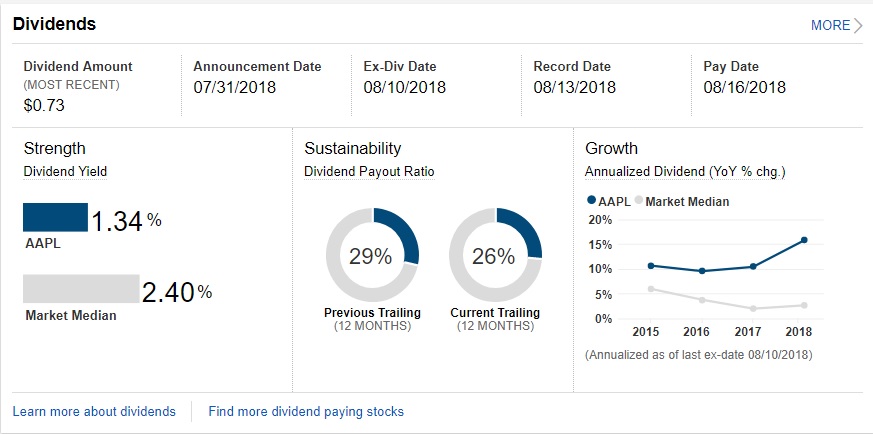 Dividends
MORE
Dividend Amount
(MOST RECENT)
$0.73
Announcement Date
07/31/2018
Ex-Div Date
08/10/2018
Record Date
08/13/2018
Pay Date
08/16/2018
Strength
Dividend Yield
1.34 %
AAPL
2.40 %
Market Median
Sustainability
Dividend Payout Ratio
29%
Previous Trailing
(12 MONTHS)
26%
Current Trailing
(12 MONTHS)
Growth
Annualized Dividend (YoY % chg.)
AAPL Market Median
20%
15%
10%
5%
0%
2015 2016 2017 2018
(Annualized as of last ex-date 08/10/2018)
Learn more about dividends
Find more dividend paying stocks